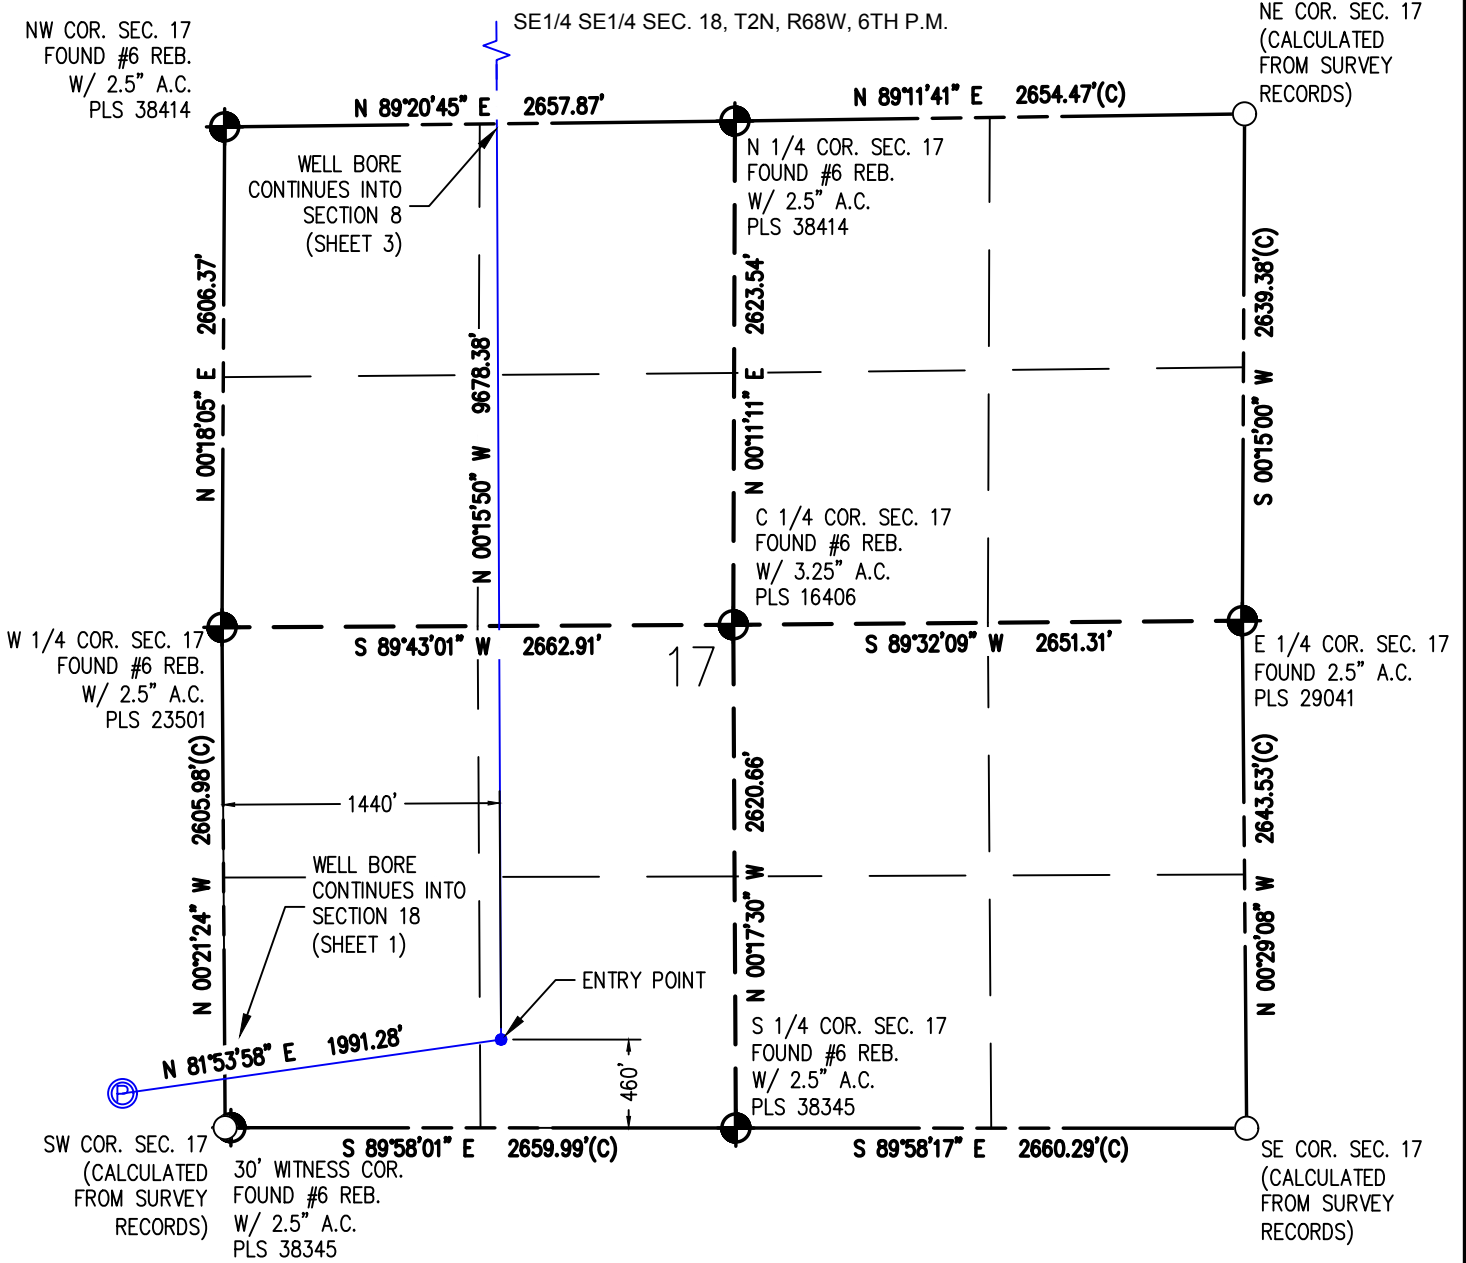 SE1/4 SE1/4 SEC. 18, T2N, R68W, 6TH P.M.
NW COR. SEC. 17
FOUND #6 REB.
W/ 2.5" A.C.
PLS 38414
NE COR. SEC. 17
(CALCULATED
FROM SURVEY
RECORDS)
N 89°20'45" E 2657.87'
N 89°11'41" E 2654.47'(C)
WELL BORE
CONTINUES INTO
SECTION 8
(SHEET 3)
N 1/4 COR. SEC. 17
FOUND #6 REB.
W/ 2.5" A.C.
PLS 38414
N 00°18'05" E 2606.37'
N 00°15'50" W 9678.38'
N 00°11'11" E 2623.54'
S 00°15'00" W 2639.38'(C)
C 1/4 COR. SEC. 17
FOUND #6 REB.
W/ 3.25" A.C.
PLS 16406
W 1/4 COR. SEC. 17
FOUND #6 REB.
W/ 2.5" A.C.
PLS 23501
S 89°43'01" W 2662.91'
17
S 89°32'09" W 2651.31'
E 1/4 COR. SEC. 17
FOUND 2.5" A.C.
PLS 29041
N 00°21'24" W 2605.98'(C)
1440'
N 00°17'30" W 2620.66'
N 00°29'08" W 2643.53'(C)
WELL BORE
CONTINUES INTO
SECTION 18
(SHEET 1)
ENTRY POINT
N 81°53'58" E 1991.28'
P
460'
S 1/4 COR. SEC. 17
FOUND #6 REB.
W/ 2.5" A.C.
PLS 38345
S 89°58'01" E 2659.99'(C)
S 89°58'17" E 2660.29'(C)
SW COR. SEC. 17
(CALCULATED
FROM SURVEY
RECORDS)
30' WITNESS COR.
FOUND #6 REB.
W/ 2.5" A.C.
PLS 38345
SE COR. SEC. 17
(CALCULATED
FROM SURVEY
RECORDS)